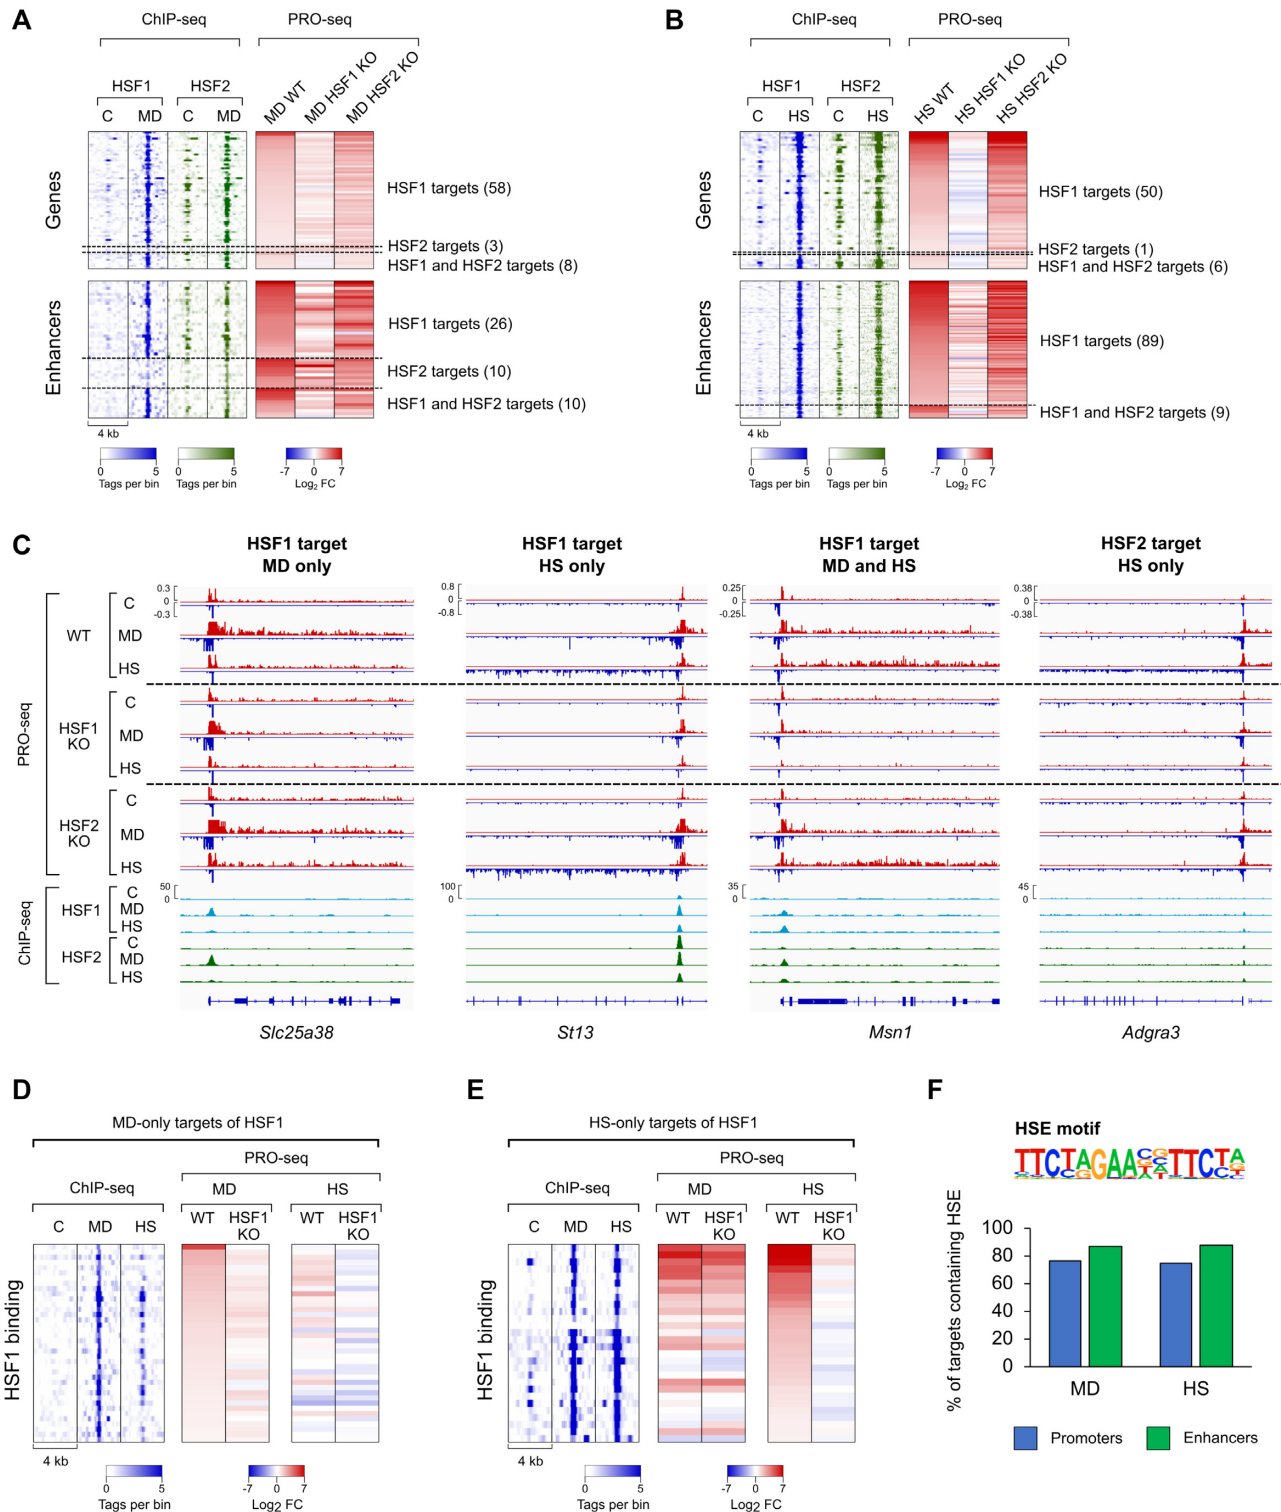 A
ChIP-seq
PRO-seq
HSF1
HSF2
C
MD
C
MD
MD WT
MD HSF1 KO
MD HSF2 KO
Genes
HSF1 targets (58)
HSF2 targets (3)
HSF1 and HSF2 targets (8)
Enhancers
HSF1 targets (26)
HSF2 targets (10)
HSF1 and HSF2 targets (10)
4 kb
0
5
Tags per bin
0
5
Tags per bin
-7
0
7
Log2 FC
B
ChIP-seq
PRO-seq
HSF1
HSF2
C
HS
C
HS
HS WT
HS HSF1 KO
HS HSF2 KO
Genes
HSF1 targets (50)
HSF2 targets (1)
HSF1 and HSF2 targets (6)
Enhancers
HSF1 targets (89)
HSF1 and HSF2 targets (9)
4 kb
0
5
Tags per bin
0
5
Tags per bin
-7
0
7
Log2 FC
C
HSF1 target
MD only
HSF1 target
HS only
HSF1 target
MD and HS
HSF2 target
HS only
PRO-seq
WT
C
MD
HS
0.3
0
-0.3
0.8
0
-0.8
0.25
0
-0.25
0.38
0
-0.38
HSF1
KO
C
MD
HS
HSF2
KO
C
MD
HS
ChIP-seq
HSF1
C
MD
HS
50
0
100
0
35
0
45
0
HSF2
C
MD
HS
Slc25a38
St13
Msn1
Adgra3
D
MD-only targets of HSF1
PRO-seq
ChIP-seq
MD
HS
C
MD
HS
WT
HSF1
KO
WT
HSF1
KO
HSF1 binding
4 kb
0
5
Tags per bin
-7
0
7
Log2 FC
E
HS-only targets of HSF1
PRO-seq
ChIP-seq
MD
HS
C
MD
HS
WT
HSF1
KO
WT
HSF1
KO
HSF1 binding
4 kb
0
5
Tags per bin
-7
0
7
Log2 FC
F
HSE motif
% of targets containing HSE
100
80
60
40
20
0
MD
HS
Promoters
Enhancers